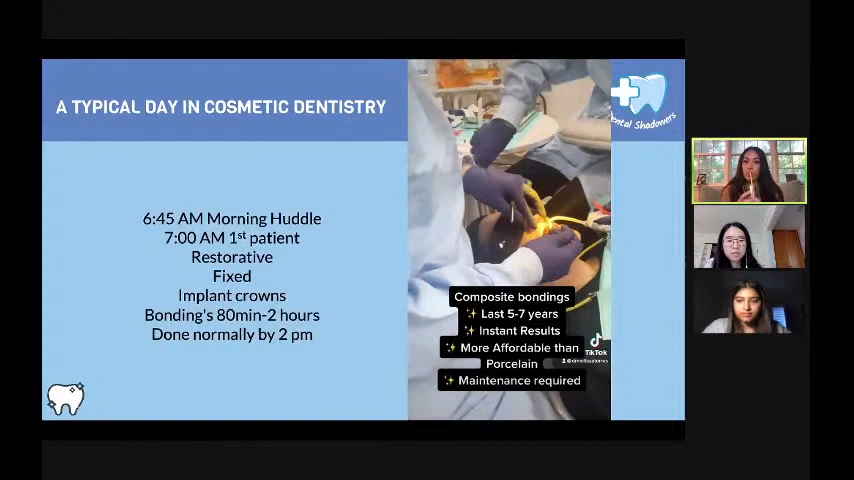 A TYPICAL DAY IN COSMETIC DENTISTRY
6:45 AM Morning Huddle
7:00 AM 1st patient
Restorative
Fixed
Implant crowns
Bonding's 80min-2 hours
Done normally by 2 pm
Composite bondings
✨ Last 5-7 years
✨ Instant Results
✨ More Affordable than
Porcelain
✨ Maintenance required
TikTok
@drmelissatorres
Dental Shadowers